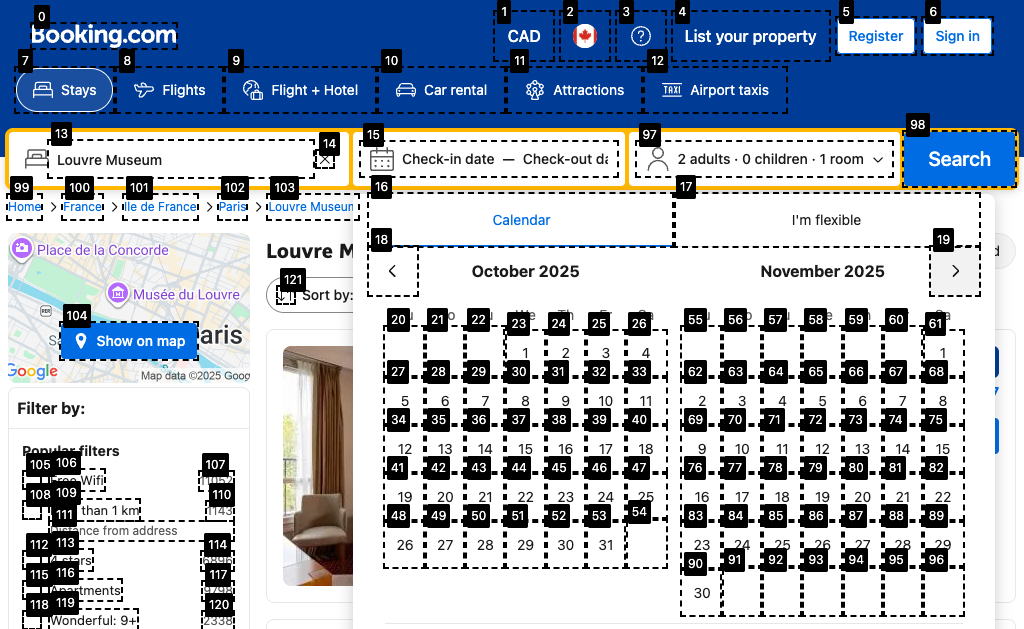 Booking.com
CAD
List your property
Register
Sign in
Stays
Flights
Flight + Hotel
Car rental
Attractions
Airport taxis
Louvre Museum
Check-in date — Check-out da
2 adults · 0 children · 1 room
Search
Home > France > Île de France > Paris > Louvre Museum
Calendar
I'm flexible
Place de la Concorde
Musée du Louvre
Paris
Show on map
Google
Map data ©2025 Goog
Louvre M
Sort by:
October 2025
November 2025
1 2 3 4
5 6 7 8 9 10 11
12 13 14 15 16 17 18
19 20 21 22 23 24 25
26 27 28 29 30 31
1
2 3 4 5 6 7 8
9 10 11 12 13 14 15
16 17 18 19 20 21 22
23 24 25 26 27 28 29
30
Filter by:
Popular filters
Free Wifi
than 1 km
1143
Distance from address
4 stars
6896
Apartments
9798
Wonderful: 9+
2338
0
1
2
3
4
5
6
7
8
9
10
11
12
13
14
15
97
98
99
100
101
102
103
16
17
18
19
104
121
20 21 22 23 24 25 26
27 28 29 30 31 32 33
34 35 36 37 38 39 40
41 42 43 44 45 46 47
48 49 50 51 52 53 54
55 56 57 58 59 60 61
62 63 64 65 66 67 68
69 70 71 72 73 74 75
76 77 78 79 80 81 82
83 84 85 86 87 88 89
90 91 92 93 94 95 96
105 106 107
108 109 110
111
112 113 114
115 116 117
118 119 120